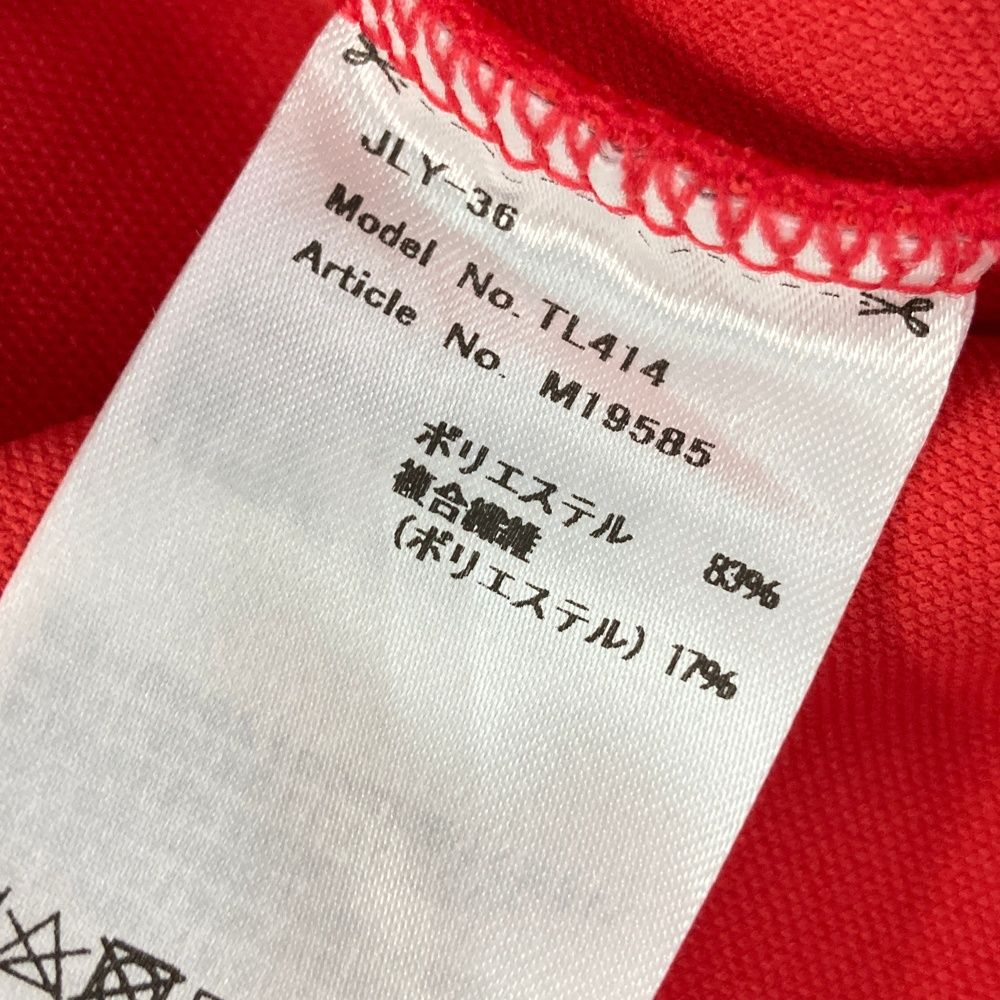 JLY-36
Model No. TL414
Article No. M19585
ポリエステル 83%
複合繊維
(ポリエステル) 17%